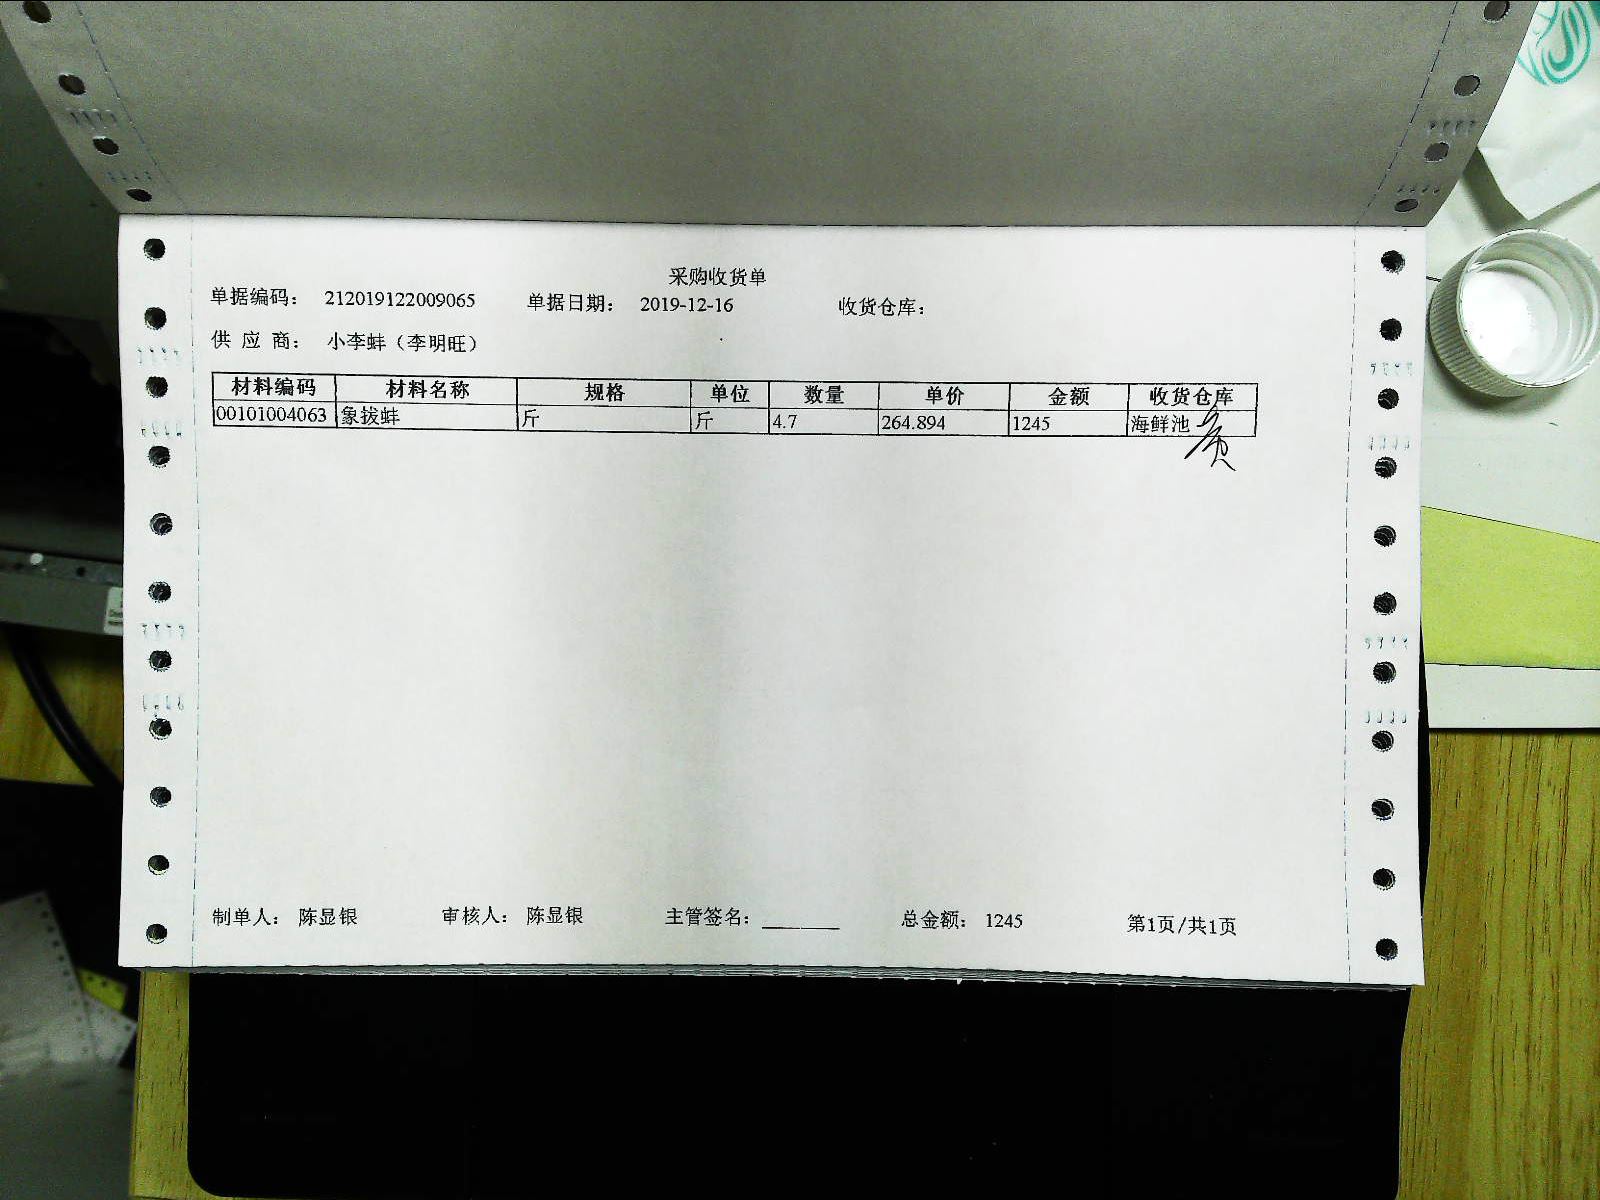 采购收货单
单据编码： 212019122009065 单据日期： 2019-12-16 收货仓库：
供 应 商： 小李蚌（李明旺）
材料编码 材料名称 规格 单位 数量 单价 金额 收货仓库
00101004063 象拔蚌 斤 斤 4.7 264.894 1245 海鲜池
制单人： 陈显银 审核人： 陈显银 主管签名： 总金额： 1245 第1页/共1页